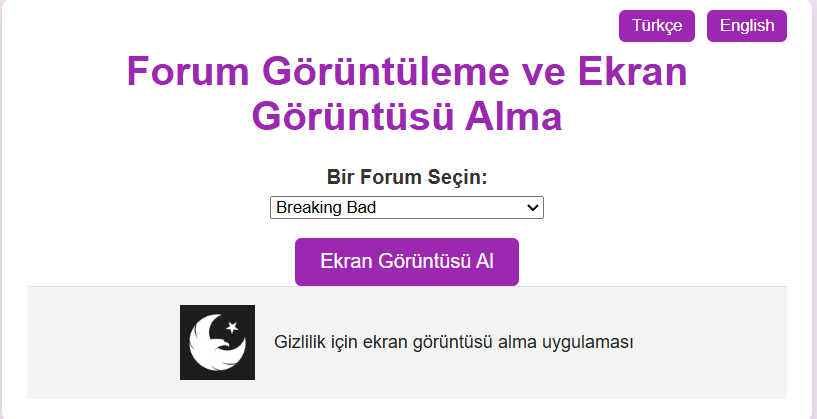 Türkçe English
Forum Görüntüleme ve Ekran
Görüntüsü Alma
Bir Forum Seçin:
Breaking Bad
Ekran Görüntüsü Al
Gizlilik için ekran görüntüsü alma uygulaması